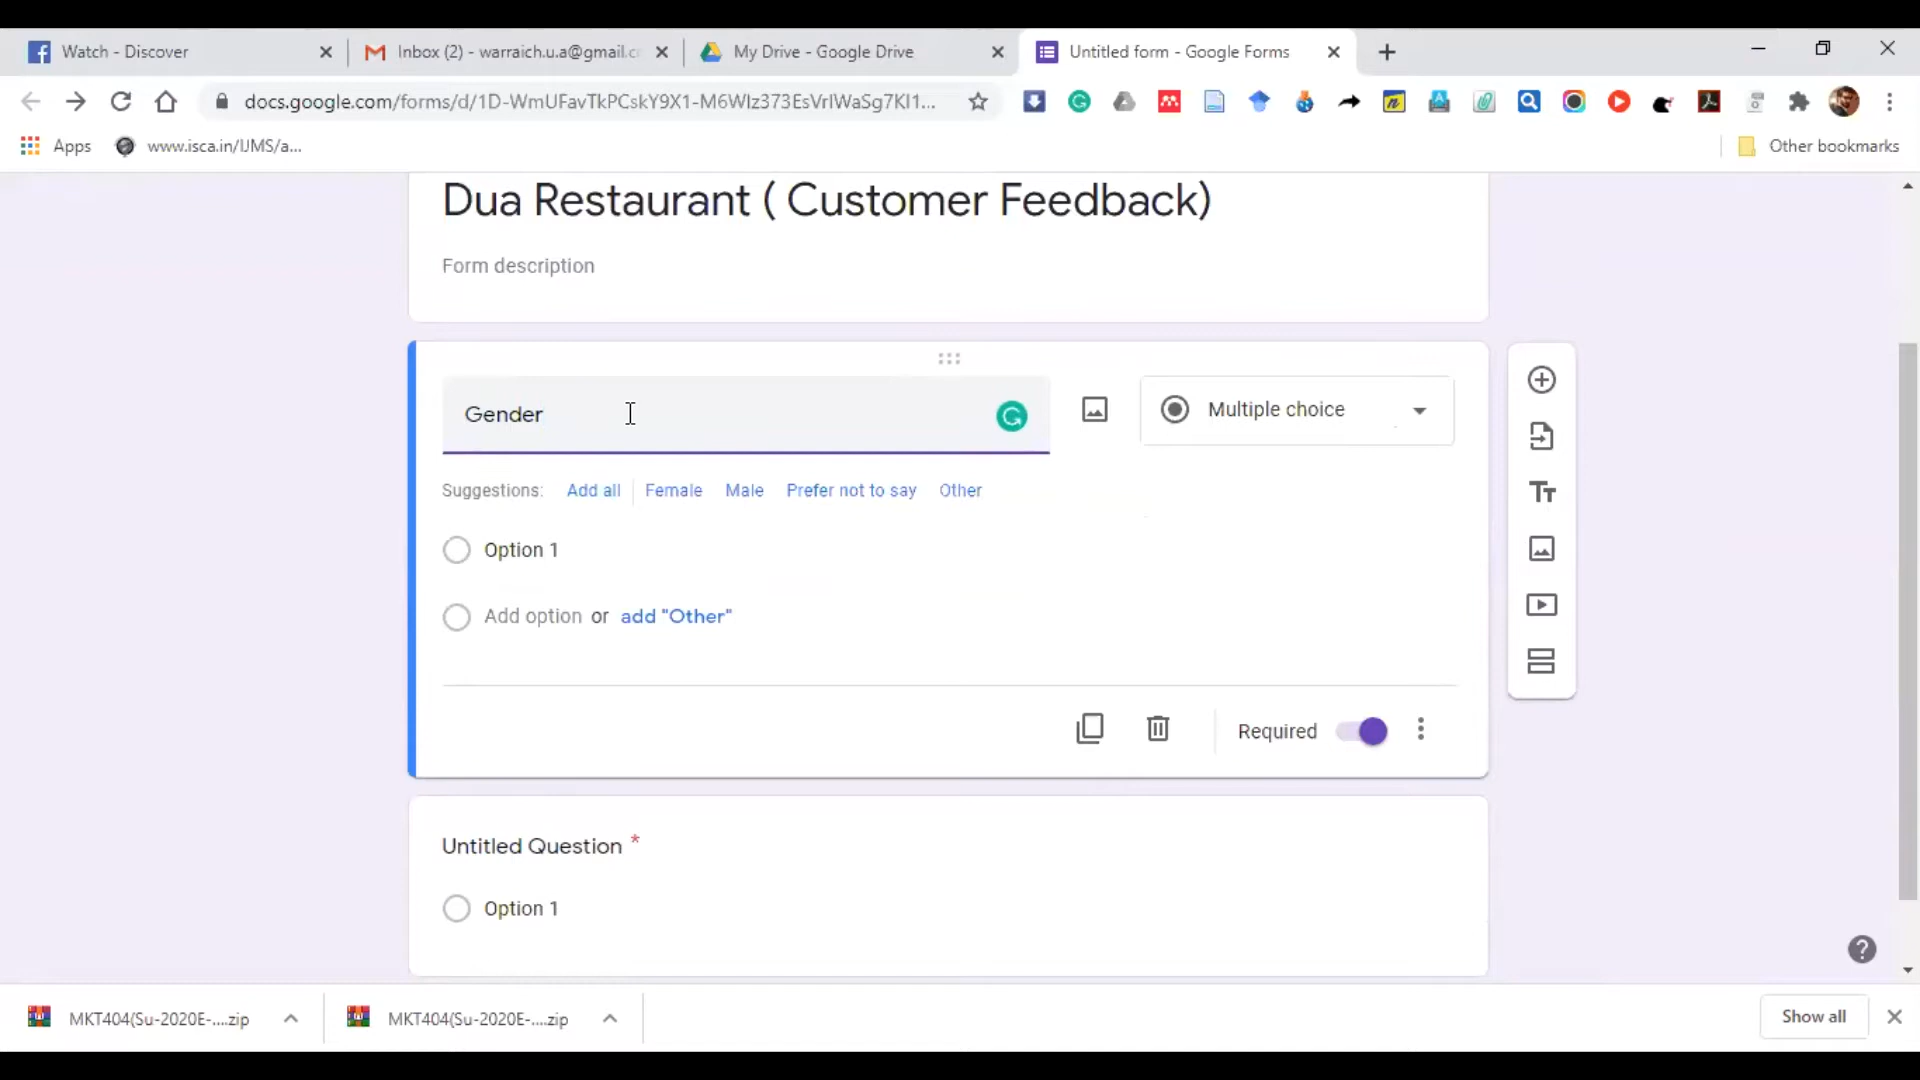 Watch - Discover
Inbox (2) - warraich.u.a@gmail.c
My Drive - Google Drive
Untitled form - Google Forms
docs.google.com/forms/d/1D-WmUFavTkPCskY9X1-M6WIz373EsVrlWaSg7KI1...
Apps
www.isca.in/IJMS/a...
Other bookmarks
Dua Restaurant ( Customer Feedback)
Form description
Gender
Multiple choice
Suggestions: Add all Female Male Prefer not to say Other
Option 1
Add option or add "Other"
Required
Untitled Question *
Option 1
MKT404(Su-2020E-....zip
MKT404(Su-2020E-....zip
Show all